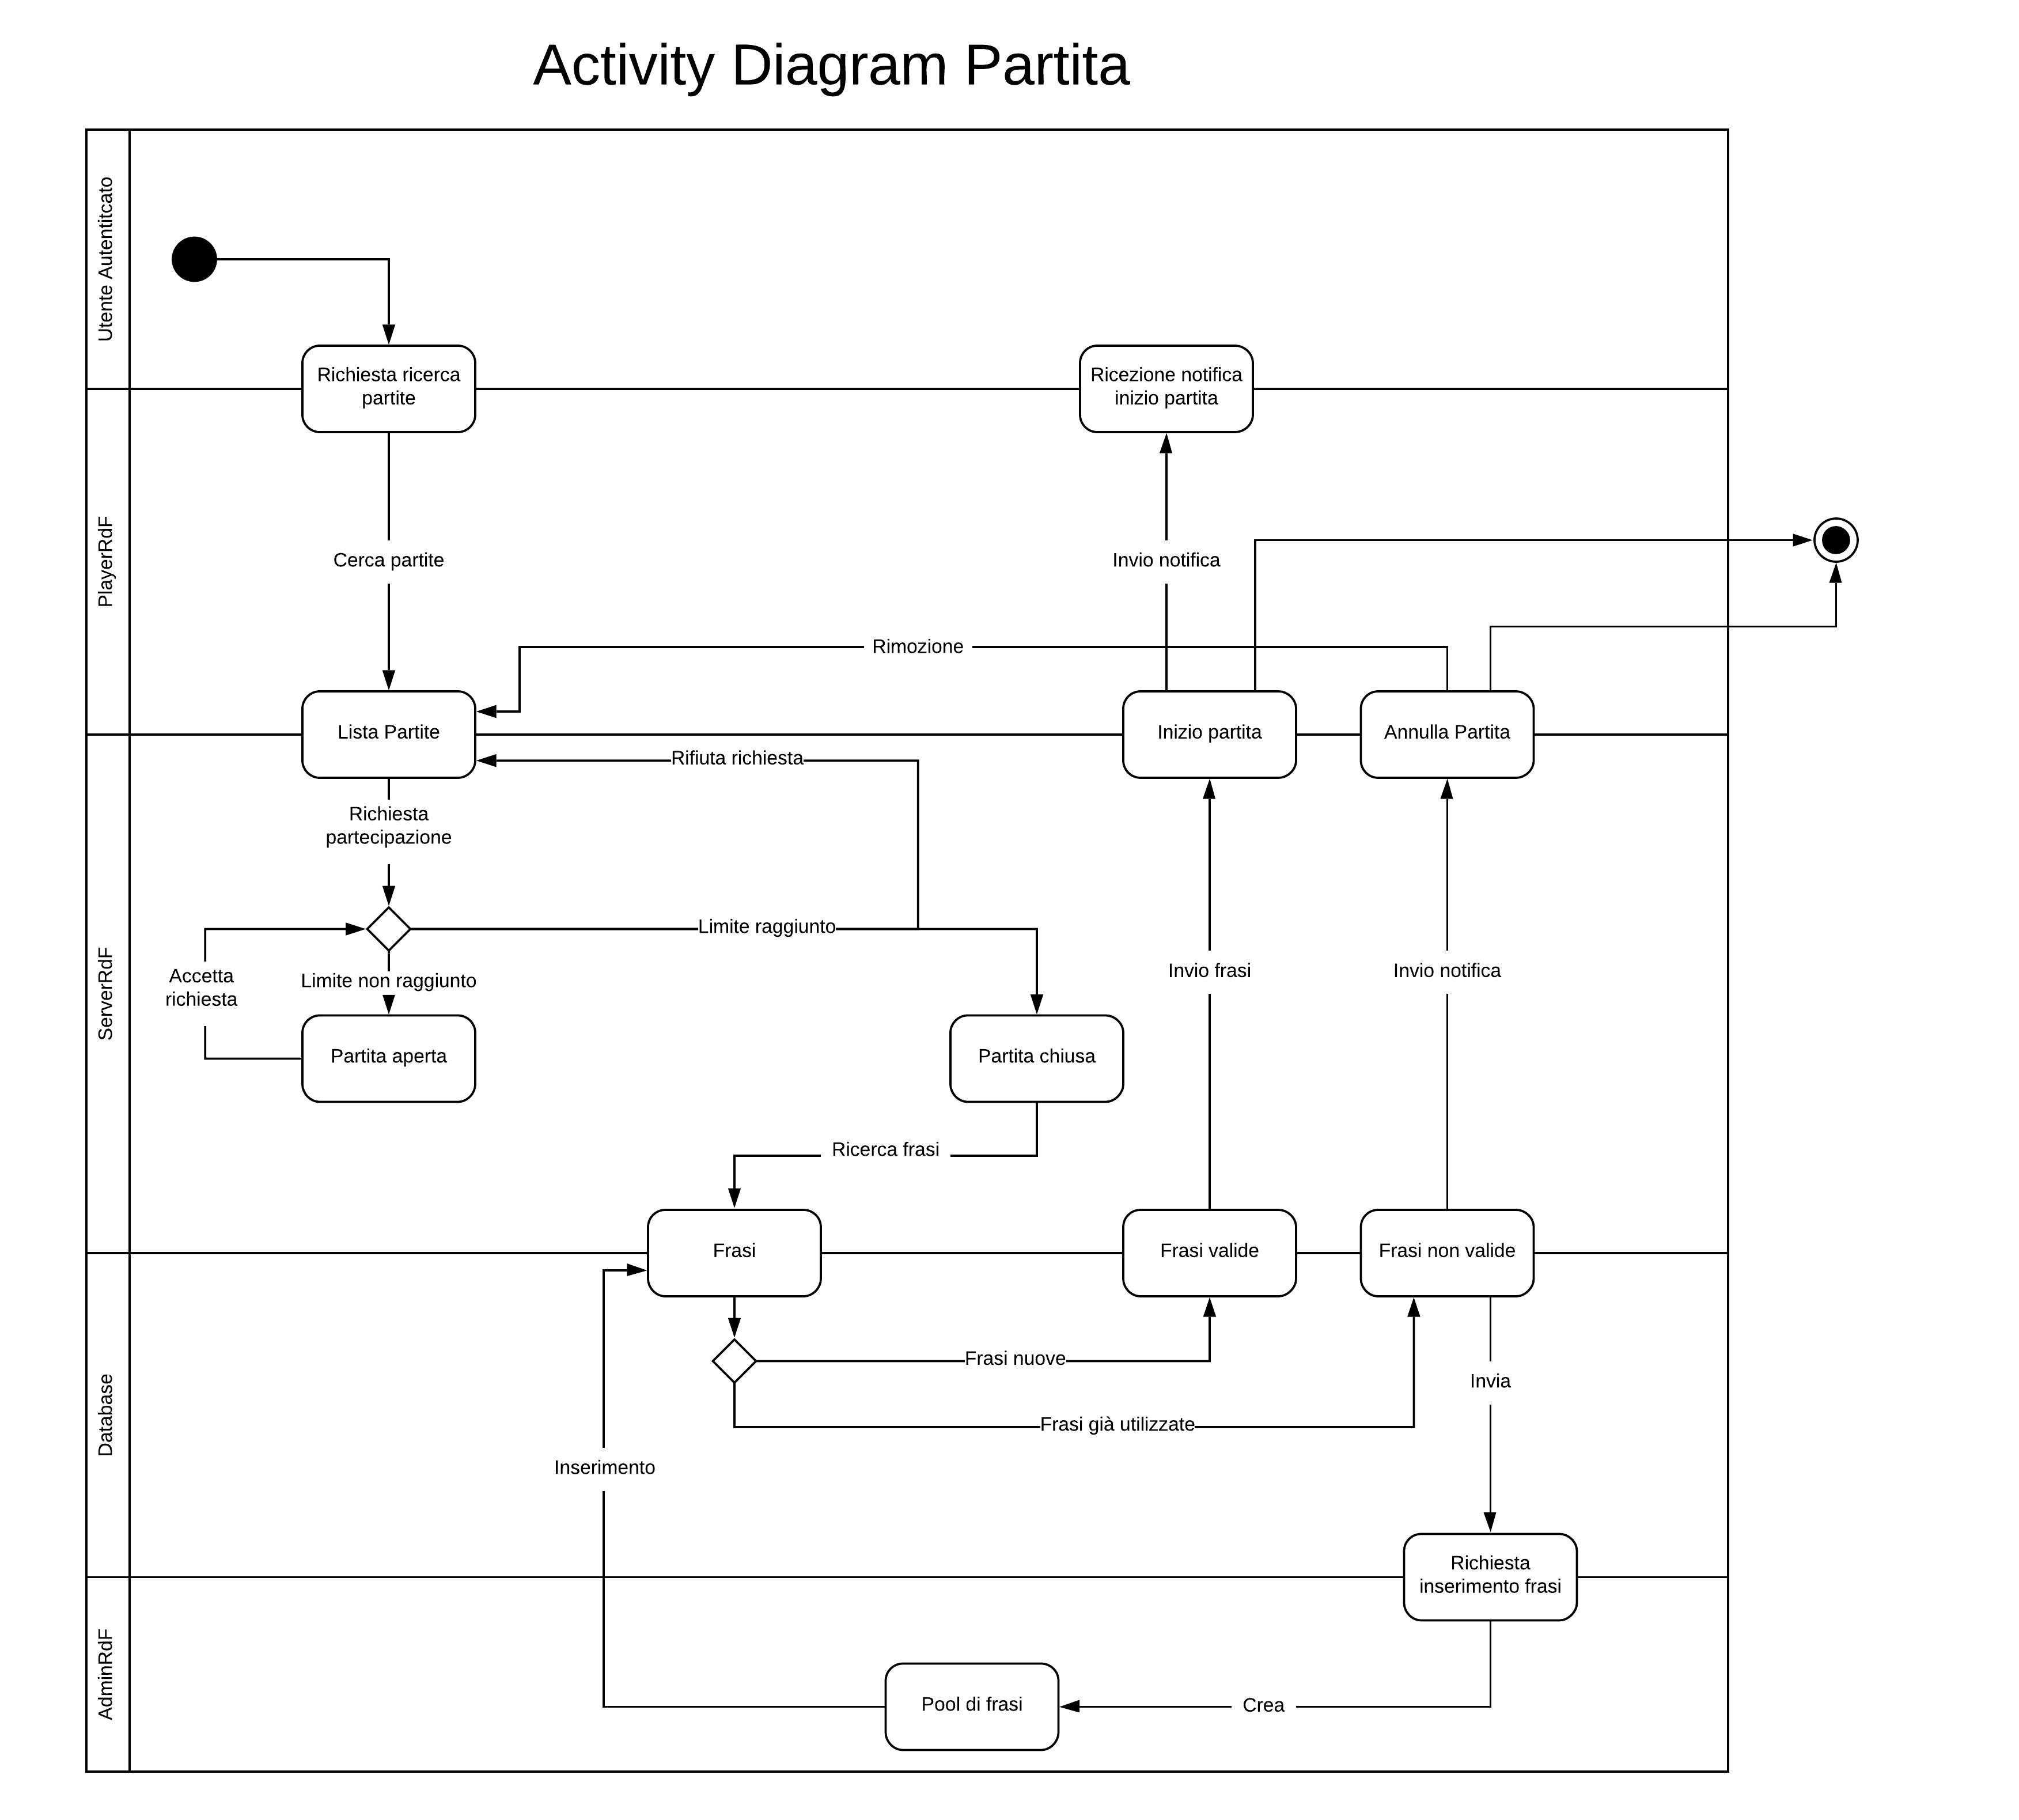 Activity Diagram Partita
Utente Autentitcato
Richiesta ricerca
partite
Ricezione notifica
inizio partita
PlayerRdF
Cerca partite
Invio notifica
Rimozione
Lista Partite
Inizio partita
Annulla Partita
Rifiuta richiesta
Richiesta
partecipazione
ServerRdF
Limite raggiunto
Accetta
richiesta
Limite non raggiunto
Invio frasi
Invio notifica
Partita aperta
Partita chiusa
Ricerca frasi
Frasi
Frasi valide
Frasi non valide
Database
Frasi nuove
Invia
Frasi già utilizzate
Inserimento
Richiesta
inserimento frasi
AdminRdF
Pool di frasi
Crea